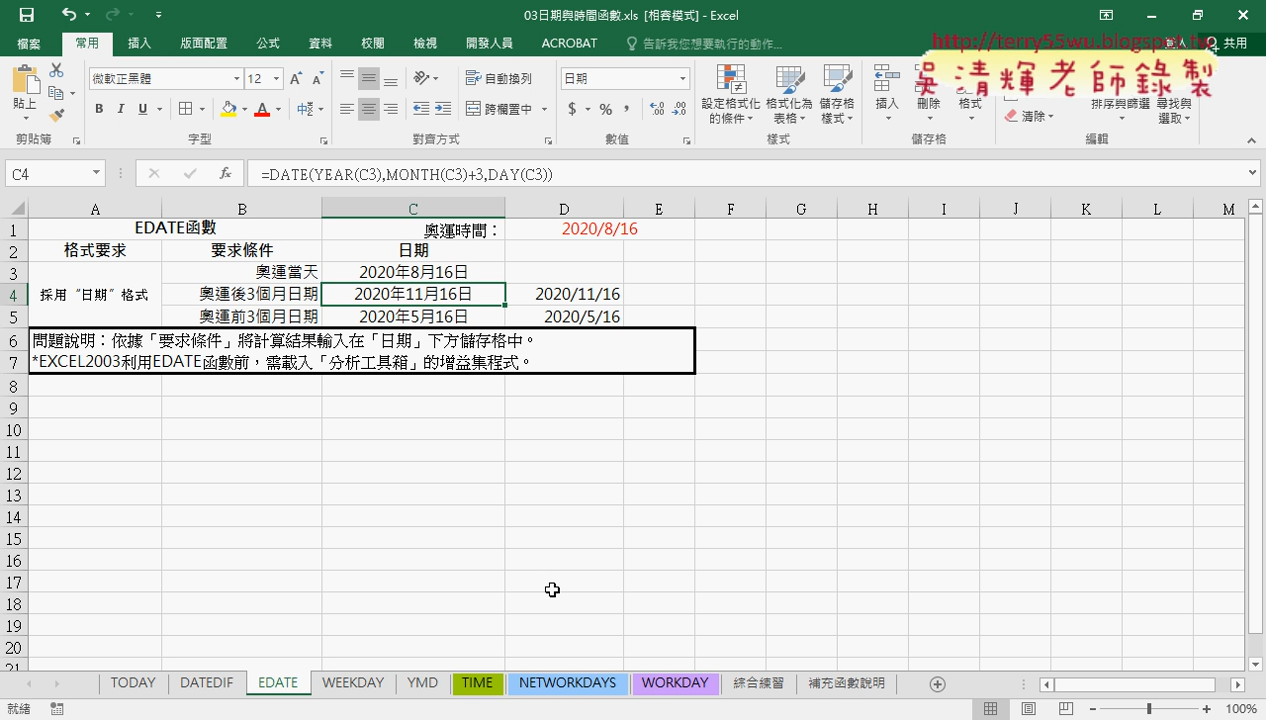 03日期與時間函數.xls [相容模式] - Excel
檔案 常用 插入 版面配置 公式 資料 校閱 檢視 開發人員 ACROBAT 告訴我您想要執行的動作... 共用
http://terry55wu.blogspot.tw
吳清輝老師錄製
貼上 微軟正黑體 12 自動換列 日期 設定格式化的條件 格式化為表格 儲存格樣式 插入 刪除 格式 排序與篩選 尋找與選取
B I U 中 跨欄置中 $ % , 清除
剪貼簿 字型 對齊方式 數值 樣式 儲存格 編輯
C4 fx =DATE(YEAR(C3),MONTH(C3)+3,DAY(C3))
A B C D E F G H I J K L M
1 EDATE函數 奧運時間： 2020/8/16
2 格式要求 要求條件 日期
3 奧運當天 2020年8月16日
4 採用“日期”格式 奧運後3個月日期 2020年11月16日 2020/11/16
5 奧運前3個月日期 2020年5月16日 2020/5/16
6 問題說明：依據「要求條件」將計算結果輸入在「日期」下方儲存格中。
7 *EXCEL2003利用EDATE函數前，需載入「分析工具箱」的增益集程式。
8
9
10
11
12
13
14
15
16
17
18
19
20
21
TODAY DATEDIF EDATE WEEKDAY YMD TIME NETWORKDAYS WORKDAY 綜合練習 補充函數說明
就緒 100%